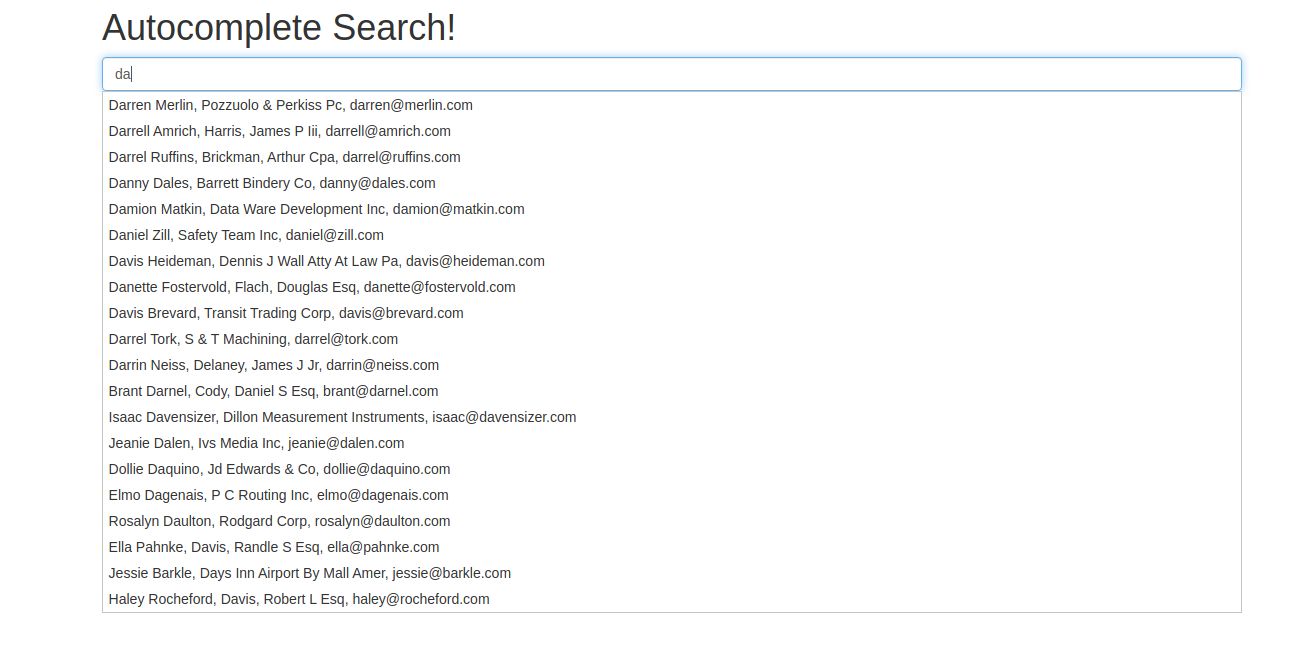 Autocomplete Search!
da
Darren Merlin, Pozzuolo & Perkiss Pc, darren@merlin.com
Darrell Amrich, Harris, James P Iii, darrell@amrich.com
Darrel Ruffins, Brickman, Arthur Cpa, darrel@ruffins.com
Danny Dales, Barrett Bindery Co, danny@dales.com
Damion Matkin, Data Ware Development Inc, damion@matkin.com
Daniel Zill, Safety Team Inc, daniel@zill.com
Davis Heideman, Dennis J Wall Atty At Law Pa, davis@heideman.com
Danette Fostervold, Flach, Douglas Esq, danette@fostervold.com
Davis Brevard, Transit Trading Corp, davis@brevard.com
Darrel Tork, S & T Machining, darrel@tork.com
Darrin Neiss, Delaney, James J Jr, darrin@neiss.com
Brant Darnel, Cody, Daniel S Esq, brant@darnel.com
Isaac Davensizer, Dillon Measurement Instruments, isaac@davensizer.com
Jeanie Dalen, Ivs Media Inc, jeanie@dalen.com
Dollie Daquino, Jd Edwards & Co, dollie@daquino.com
Elmo Dagenais, P C Routing Inc, elmo@dagenais.com
Rosalyn Daulton, Rodgard Corp, rosalyn@daulton.com
Ella Pahnke, Davis, Randle S Esq, ella@pahnke.com
Jessie Barkle, Days Inn Airport By Mall Amer, jessie@barkle.com
Haley Rocheford, Davis, Robert L Esq, haley@rocheford.com